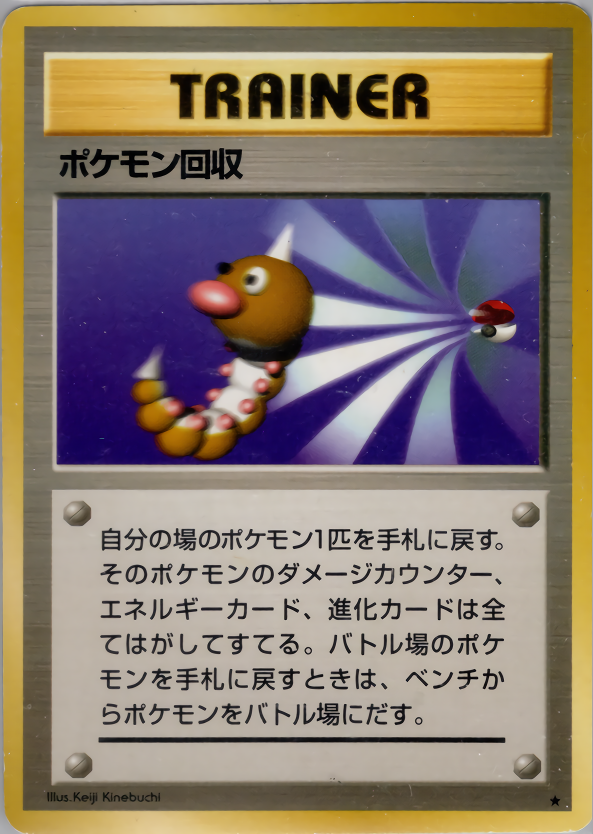 TRAINER
ポケモン回収
自分の場のポケモン1匹を手札に戻す。
そのポケモンのダメージカウンター、
エネルギーカード、進化カードは全
てはがしてすてる。バトル場のポケ
モンを手札に戻すときは、ベンチか
らポケモンをバトル場にだす。
Illus. Keiji Kinebuchi
★